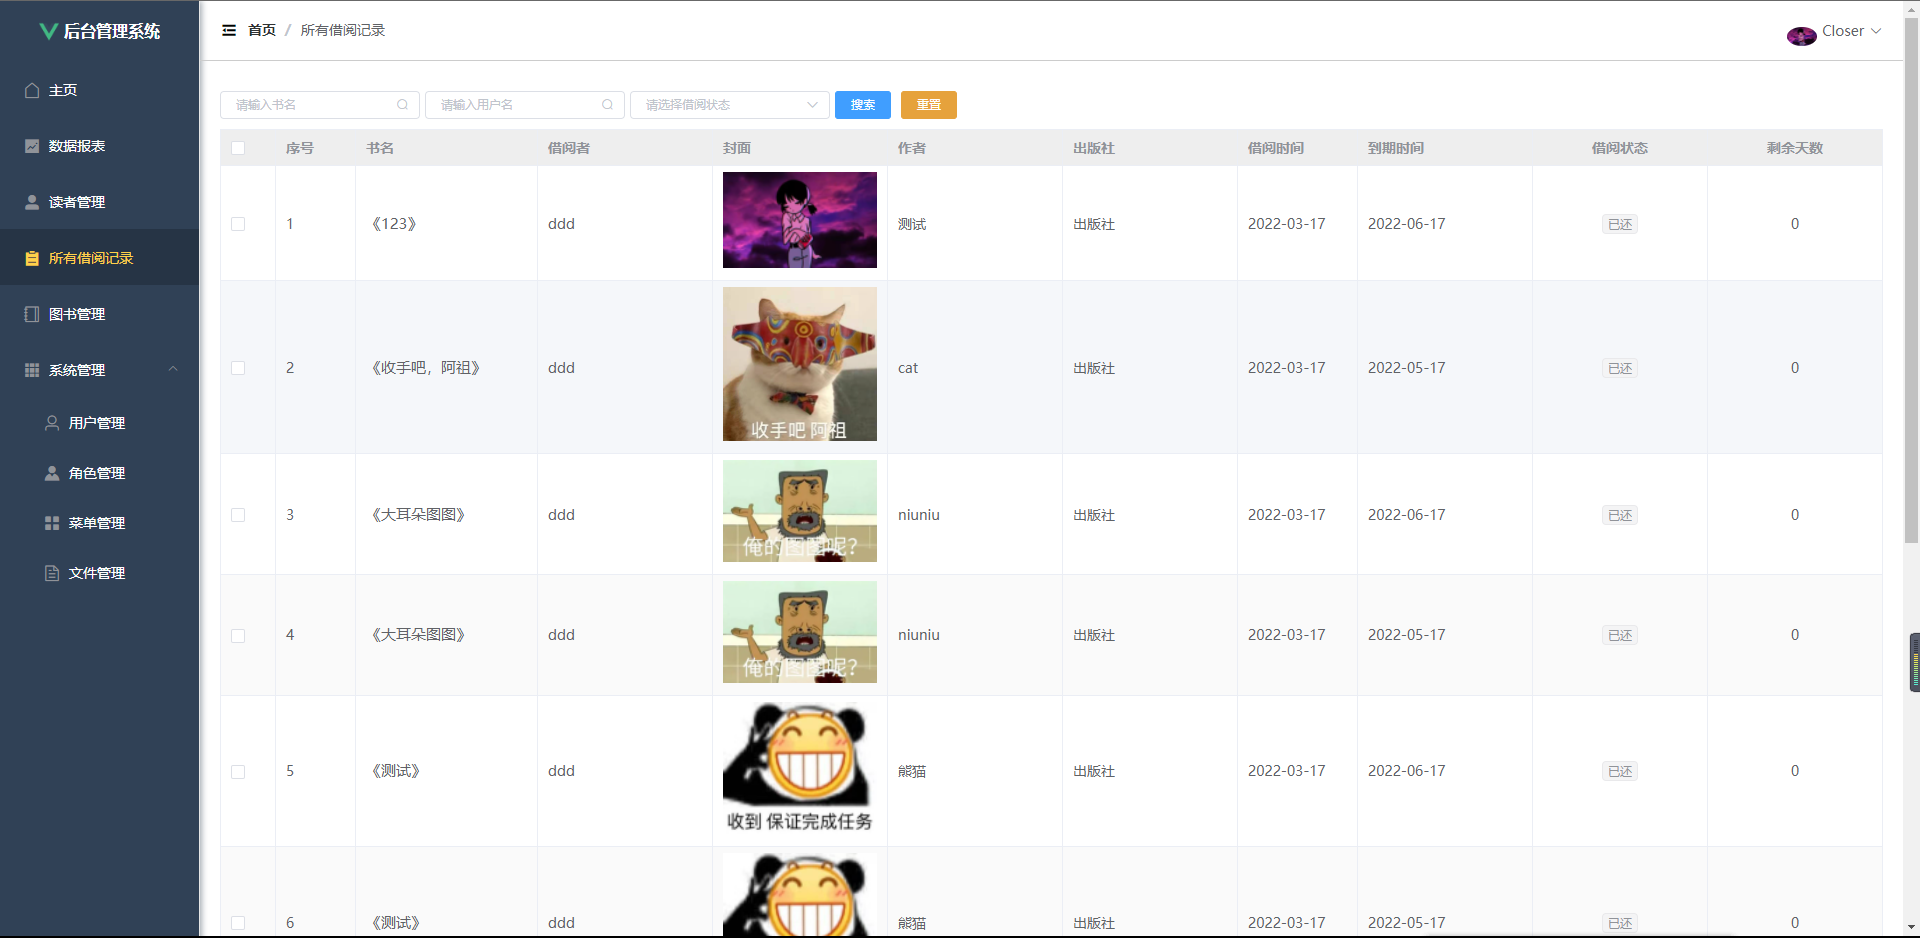 后台管理系统
主页
数据报表
读者管理
所有借阅记录
图书管理
系统管理
用户管理
角色管理
菜单管理
文件管理
首页 / 所有借阅记录
Closer
请输入书名
请输入用户名
请选择借阅状态
搜索
重置
序号 书名 借阅者 封面 作者 出版社 借阅时间 到期时间 借阅状态 剩余天数
1 《123》 ddd 测试 出版社 2022-03-17 2022-06-17 已还 0
2 《收手吧，阿祖》 ddd cat 出版社 2022-03-17 2022-05-17 已还 0
收手吧 阿祖
3 《大耳朵图图》 ddd niuniu 出版社 2022-03-17 2022-06-17 已还 0
俺的图图呢?
4 《大耳朵图图》 ddd niuniu 出版社 2022-03-17 2022-05-17 已还 0
俺的图图呢?
5 《测试》 ddd 熊猫 出版社 2022-03-17 2022-06-17 已还 0
收到 保证完成任务
6 《测试》 ddd 熊猫 出版社 2022-03-17 2022-05-17 已还 0